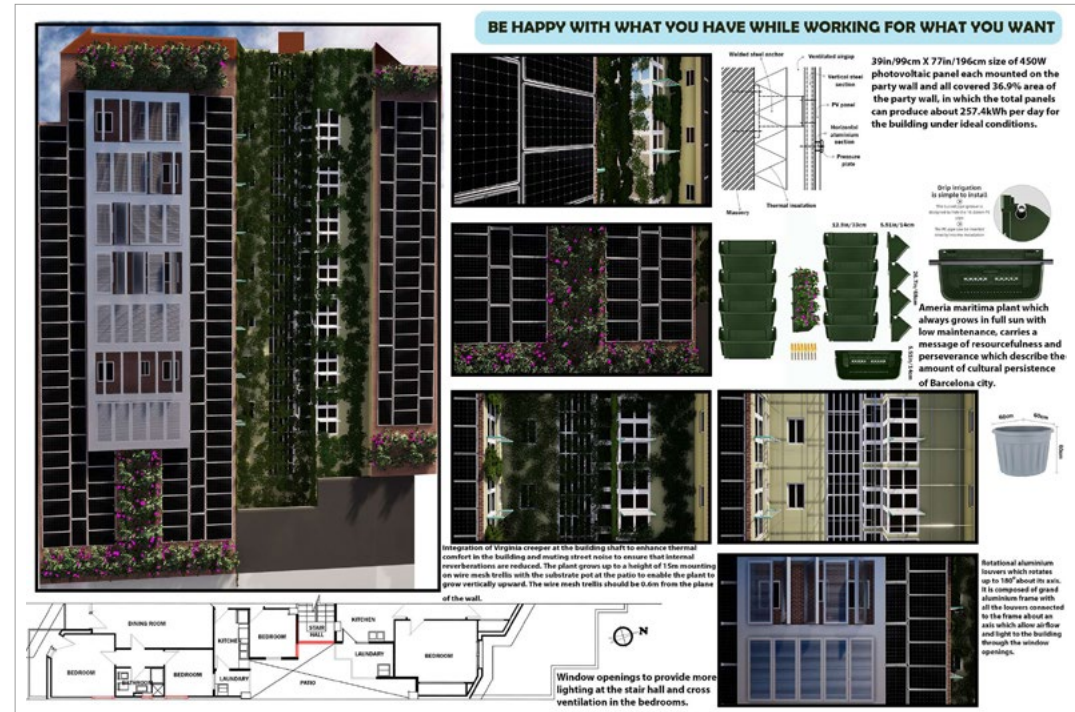 BE HAPPY WITH WHAT YOU HAVE WHILE WORKING FOR WHAT YOU WANT
Welded steel anchor
Ventilated airgap
Vertical steel
section
PV panel
Horizontal
aluminium
section
Pressure
plate
Thermal insulation
Masonry
39in/99cm X 77in/196cm size of 450W
photovoltaic panel each mounted on the
party wall and all covered 36.9% area of
the party wall, in which the total panels
can produce about 257.4kWh per day for
the building under ideal conditions.
Drip irrigation
is simple to install
Ameria maritima plant which
always grows in full sun with
low maintenance, carries a
message of resourcefulness and
perseverance which describe the
amount of cultural persistence
of Barcelona city.
60cm
60cm
Integration of Virginia creeper at the building shaft to enhance thermal
comfort in the building and muting street noise to ensure that internal
reverberations are reduced. The plant grows up to a height of 15m mounting
on wire mesh trellis with the substrate pot at the patio to enable the plant to
grow vertically upward. The wire mesh trellis should be 0.6m from the plane
of the wall.
Rotational aluminium
louvers which rotates
up to 180° about its axis.
It is composed of grand
aluminium frame with
all the louvers connected
to the frame about an
axis which allow airflow
and light to the building
through the window
openings.
DINING ROOM
KITCHEN
BEDROOM
STAIR
HALL
KITCHEN
BEDROOM
BATHROOM
BEDROOM
LAUNDARY
PATIO
LAUNDARY
BEDROOM
N
Window openings to provide more
lighting at the stair hall and cross
ventilation in the bedrooms.